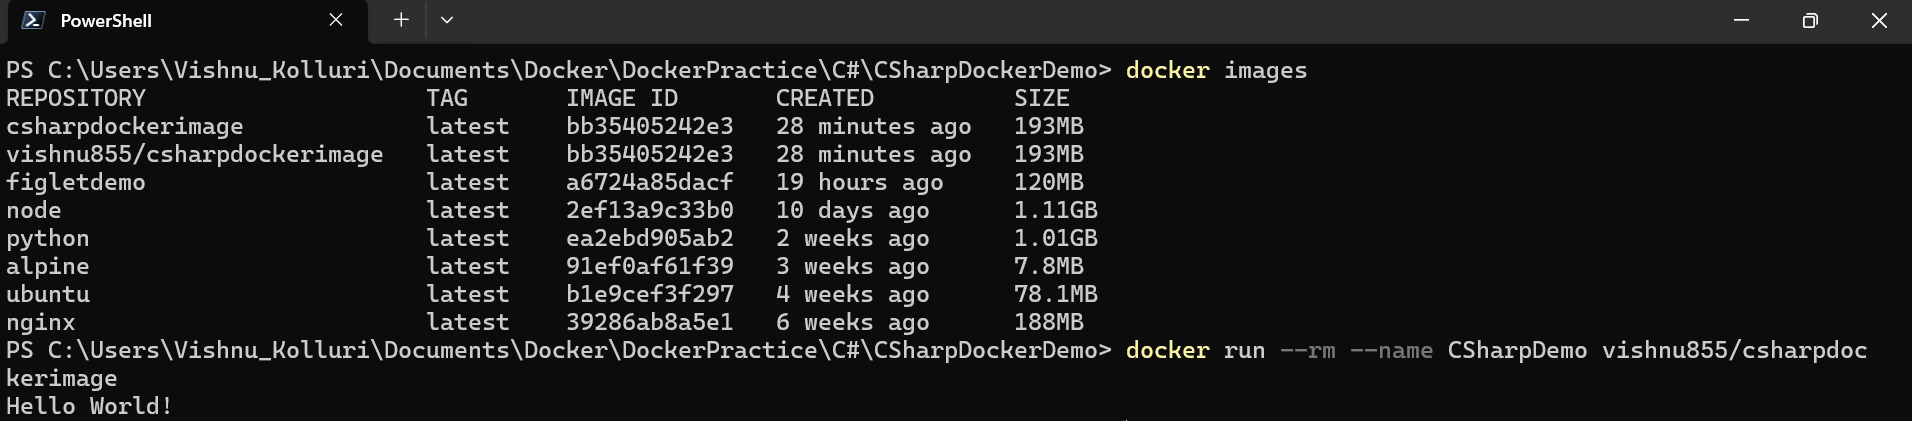 PowerShell
PS C:\Users\Vishnu_Kolluri\Documents\Docker\DockerPractice\C#\CSharpDockerDemo> docker images
REPOSITORY TAG IMAGE ID CREATED SIZE
csharpdockerimage latest bb35405242e3 28 minutes ago 193MB
vishnu855/csharpdockerimage latest bb35405242e3 28 minutes ago 193MB
figletdemo latest a6724a85dacf 19 hours ago 120MB
node latest 2ef13a9c33b0 10 days ago 1.11GB
python latest ea2ebd905ab2 2 weeks ago 1.01GB
alpine latest 91ef0af61f39 3 weeks ago 7.8MB
ubuntu latest b1e9cef3f297 4 weeks ago 78.1MB
nginx latest 39286ab8a5e1 6 weeks ago 188MB
PS C:\Users\Vishnu_Kolluri\Documents\Docker\DockerPractice\C#\CSharpDockerDemo> docker run --rm --name CSharpDemo vishnu855/csharpdoc
kerimage
Hello World!